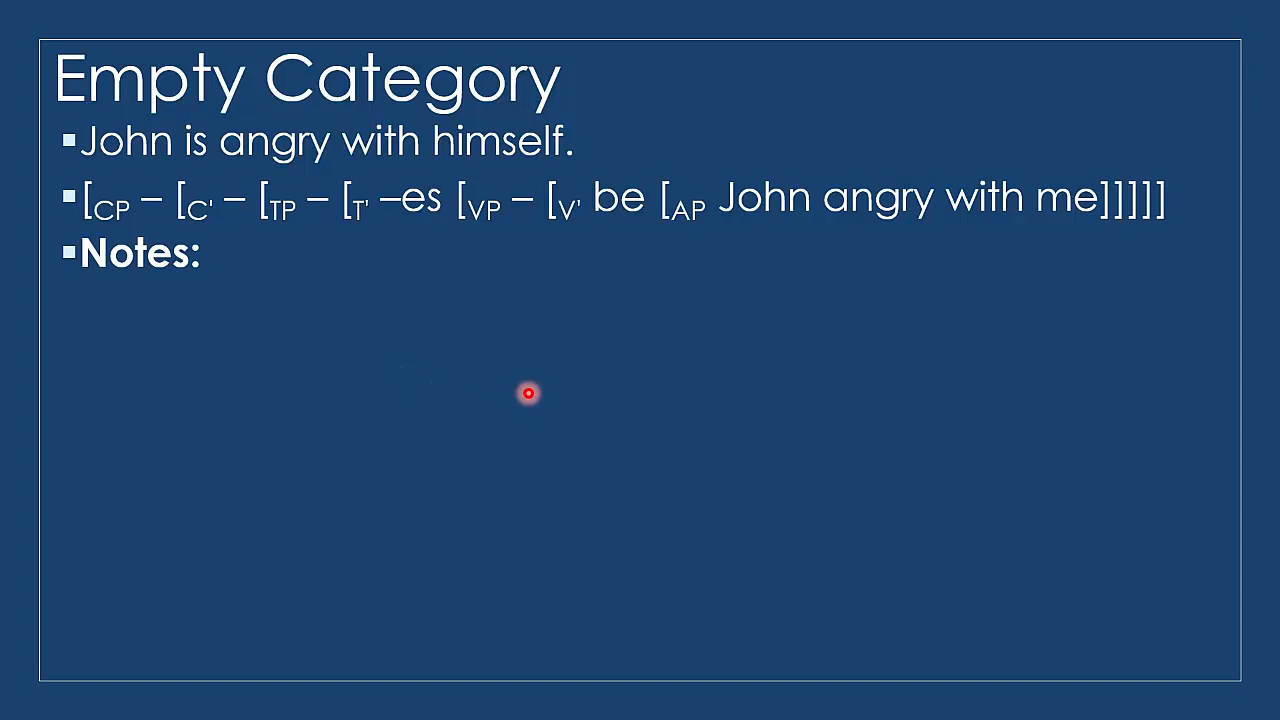 Empty Category
▪John is angry with himself.
▪[CP – [C' – [TP – [T' –es [VP – [V' be [AP John angry with me]]]]]
▪Notes: